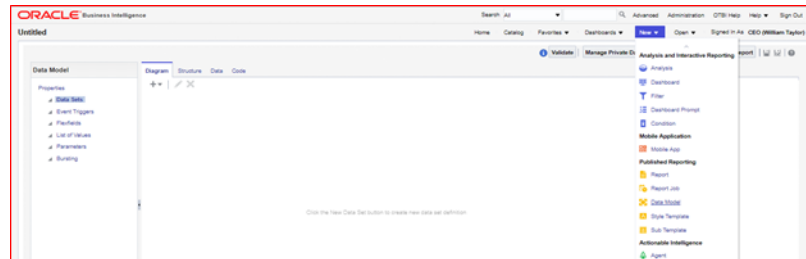 ORACLE Business Intelligence
Search All Advanced Administration OTBI Help Help Sign Out
Untitled
Home Catalog Favorites Dashboards New Open Signed In As CEO (William Taylor)
Validate Manage Private
Analysis and Interactive Reporting
Data Model
Diagram Structure Data Code
Properties
Data Sets
Event Triggers
Flexfields
List of Values
Parameters
Bursting
Click the New Data Set button to create new data set definition
Analysis
Dashboard
Filter
Dashboard Prompt
Condition
Mobile Application
Mobile App
Published Reporting
Report
Report Job
Data Model
Style Template
Sub Template
Actionable Intelligence
Agent